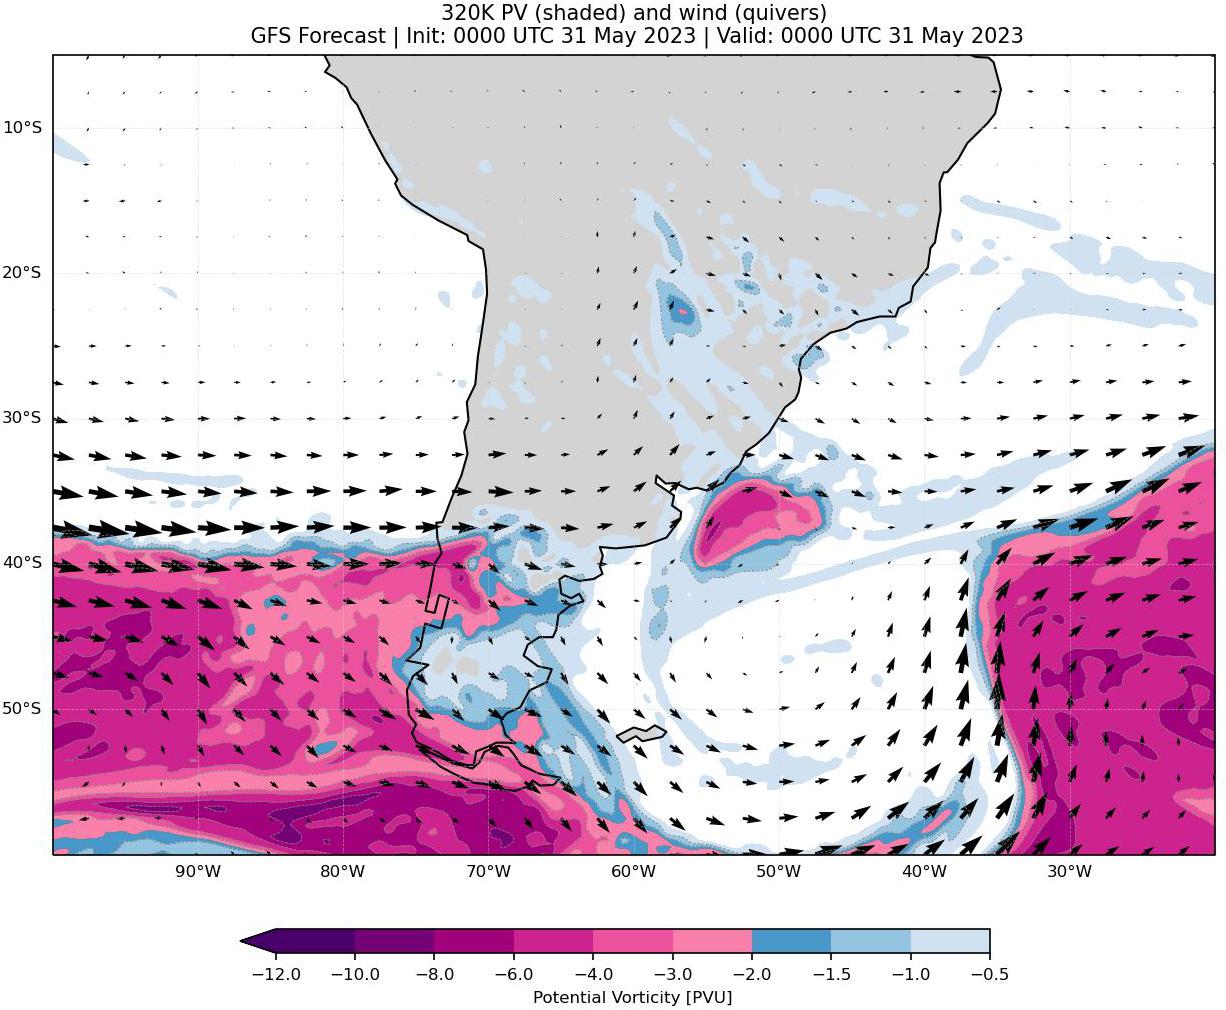 320K PV (shaded) and wind (quivers)
GFS Forecast | Init: 0000 UTC 31 May 2023 | Valid: 0000 UTC 31 May 2023
10°S
20°S
30°S
40°S
50°S
90°W 80°W 70°W 60°W 50°W 40°W 30°W
−12.0 −10.0 −8.0 −6.0 −4.0 −3.0 −2.0 −1.5 −1.0 −0.5
Potential Vorticity [PVU]